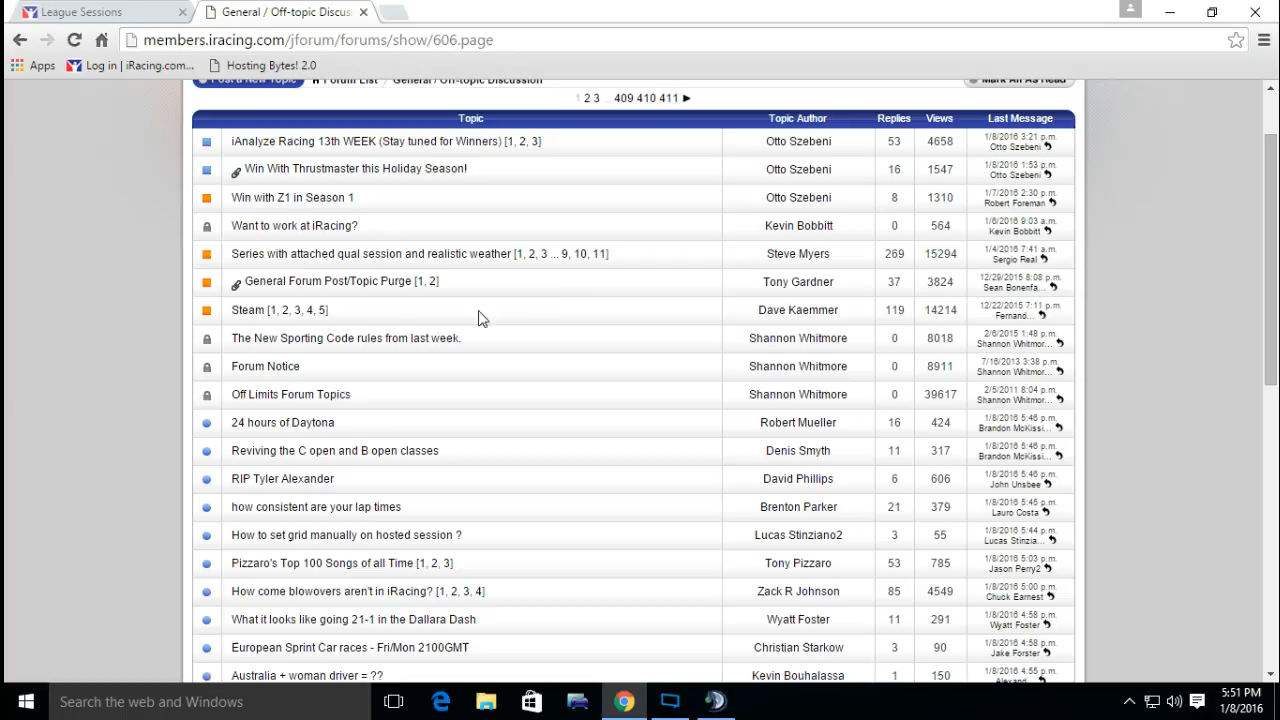 League Sessions
General / Off-topic Discus
members.iracing.com/jforum/forums/show/606.page
Apps
Log in | iRacing.com...
Hosting Bytes! 2.0
Post a New Topic
Forum List
General / Off-topic Discussion
Mark All As Read
1 2 3 ... 409 410 411
Topic Topic Author Replies Views Last Message
iAnalyze Racing 13th WEEK (Stay tuned for Winners) [1, 2, 3] Otto Szebeni 53 4658 1/8/2016 3:21 p.m.
Otto Szebeni
Win With Thrustmaster this Holiday Season! Otto Szebeni 16 1547 1/8/2016 1:53 p.m.
Otto Szebeni
Win with Z1 in Season 1 Otto Szebeni 8 1310 1/7/2016 2:30 p.m.
Robert Foreman
Want to work at iRacing? Kevin Bobbitt 0 564 1/6/2016 9:03 a.m.
Kevin Bobbitt
Series with attached qual session and realistic weather [1, 2, 3 ... 9, 10, 11] Steve Myers 269 15294 1/4/2016 7:41 a.m.
Sergio Real
General Forum Post/Topic Purge [1, 2] Tony Gardner 37 3824 12/29/2015 8:08 p.m.
Sean Bonenfa...
Steam [1, 2, 3, 4, 5] Dave Kaemmer 119 14214 12/22/2015 7:11 p.m.
Fernand...
The New Sporting Code rules from last week. Shannon Whitmore 0 8018 2/6/2015 1:48 p.m.
Shannon Whitmor...
Forum Notice Shannon Whitmore 0 8911 7/16/2013 3:38 p.m.
Shannon Whitmor...
Off Limits Forum Topics Shannon Whitmore 0 39617 2/5/2011 8:04 p.m.
Shannon Whitmor...
24 hours of Daytona Robert Mueller 16 424 1/8/2016 5:46 p.m.
Brandon McKissi...
Reviving the C open and B open classes Denis Smyth 11 317 1/8/2016 5:46 p.m.
Brandon McKissi...
RIP Tyler Alexander David Phillips 6 606 1/8/2016 5:46 p.m.
John Unsbee
how consistent are your lap times Brenton Parker 21 379 1/8/2016 5:45 p.m.
Lauro Costa
How to set grid manually on hosted session ? Lucas Stinziano2 3 55 1/8/2016 5:44 p.m.
Lucas Stinzia...
Pizzaro's Top 100 Songs of all Time [1, 2, 3] Tony Pizzaro 53 785 1/8/2016 5:03 p.m.
Jason Perry2
How come blowovers aren't in iRacing? [1, 2, 3, 4] Zack R Johnson 85 4549 1/8/2016 5:00 p.m.
Chuck Earnest
What it looks like going 21-1 in the Dallara Dash Wyatt Foster 11 291 1/8/2016 4:58 p.m.
Wyatt Foster
European Sprint Car races - Fri/Mon 2100GMT Christian Starkow 3 90 1/8/2016 4:58 p.m.
Jake Forster
Australia + woman driver = ?? Kevin Bouhalassa 1 150 1/8/2016 4:55 p.m.
Search the web and Windows
5:51 PM
1/8/2016